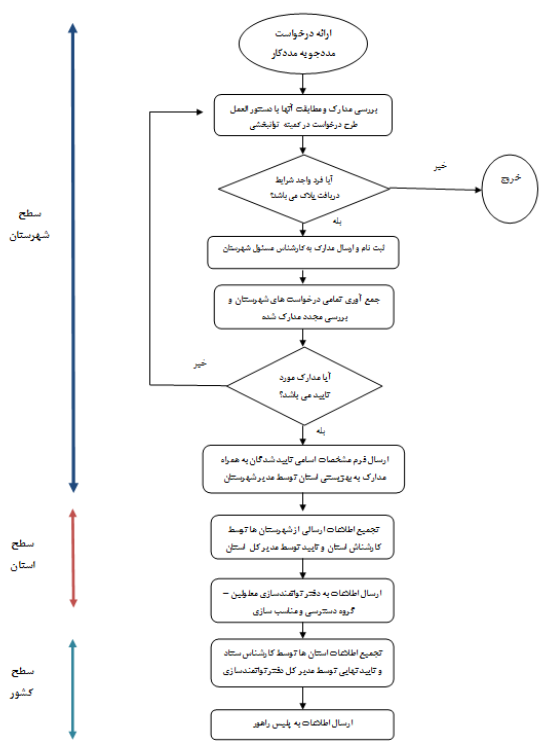 ارائه درخواست
مددجو به مددکار
بررسی مدارک و مطابقت آنها با دستور العمل
طرح درخواست در کمیته توانبخشی
آیا فرد واجد شرایط
دریافت پلاک می باشد؟
خیر
خروج
بله
ثبت نام و ارسال مدارک به کارشناس مسئول شهرستان
جمع آوری تمامی درخواست های شهرستان و
بررسی مجدد مدارک شده
آیا مدارک مورد
تایید می باشد؟
خیر
بله
ارسال فرم مشخصات اسامی تایید شدگان به همراه
مدارک به بهزیستی استان توسط مدیر شهرستان
سطح
شهرستان
تجمیع اطلاعات ارسالی از شهرستان ها توسط
کارشناس استان و تایید توسط مدیر کل استان
ارسال اطلاعات به دفتر توانمندسازی معلولین –
گروه دسترسی و مناسب سازی
سطح
استان
تجمیع اطلاعات استان ها توسط کارشناس ستاد
و تایید نهایی توسط مدیر کل دفتر توانمندسازی
ارسال اطلاعات به پلیس راهور
سطح
کشور